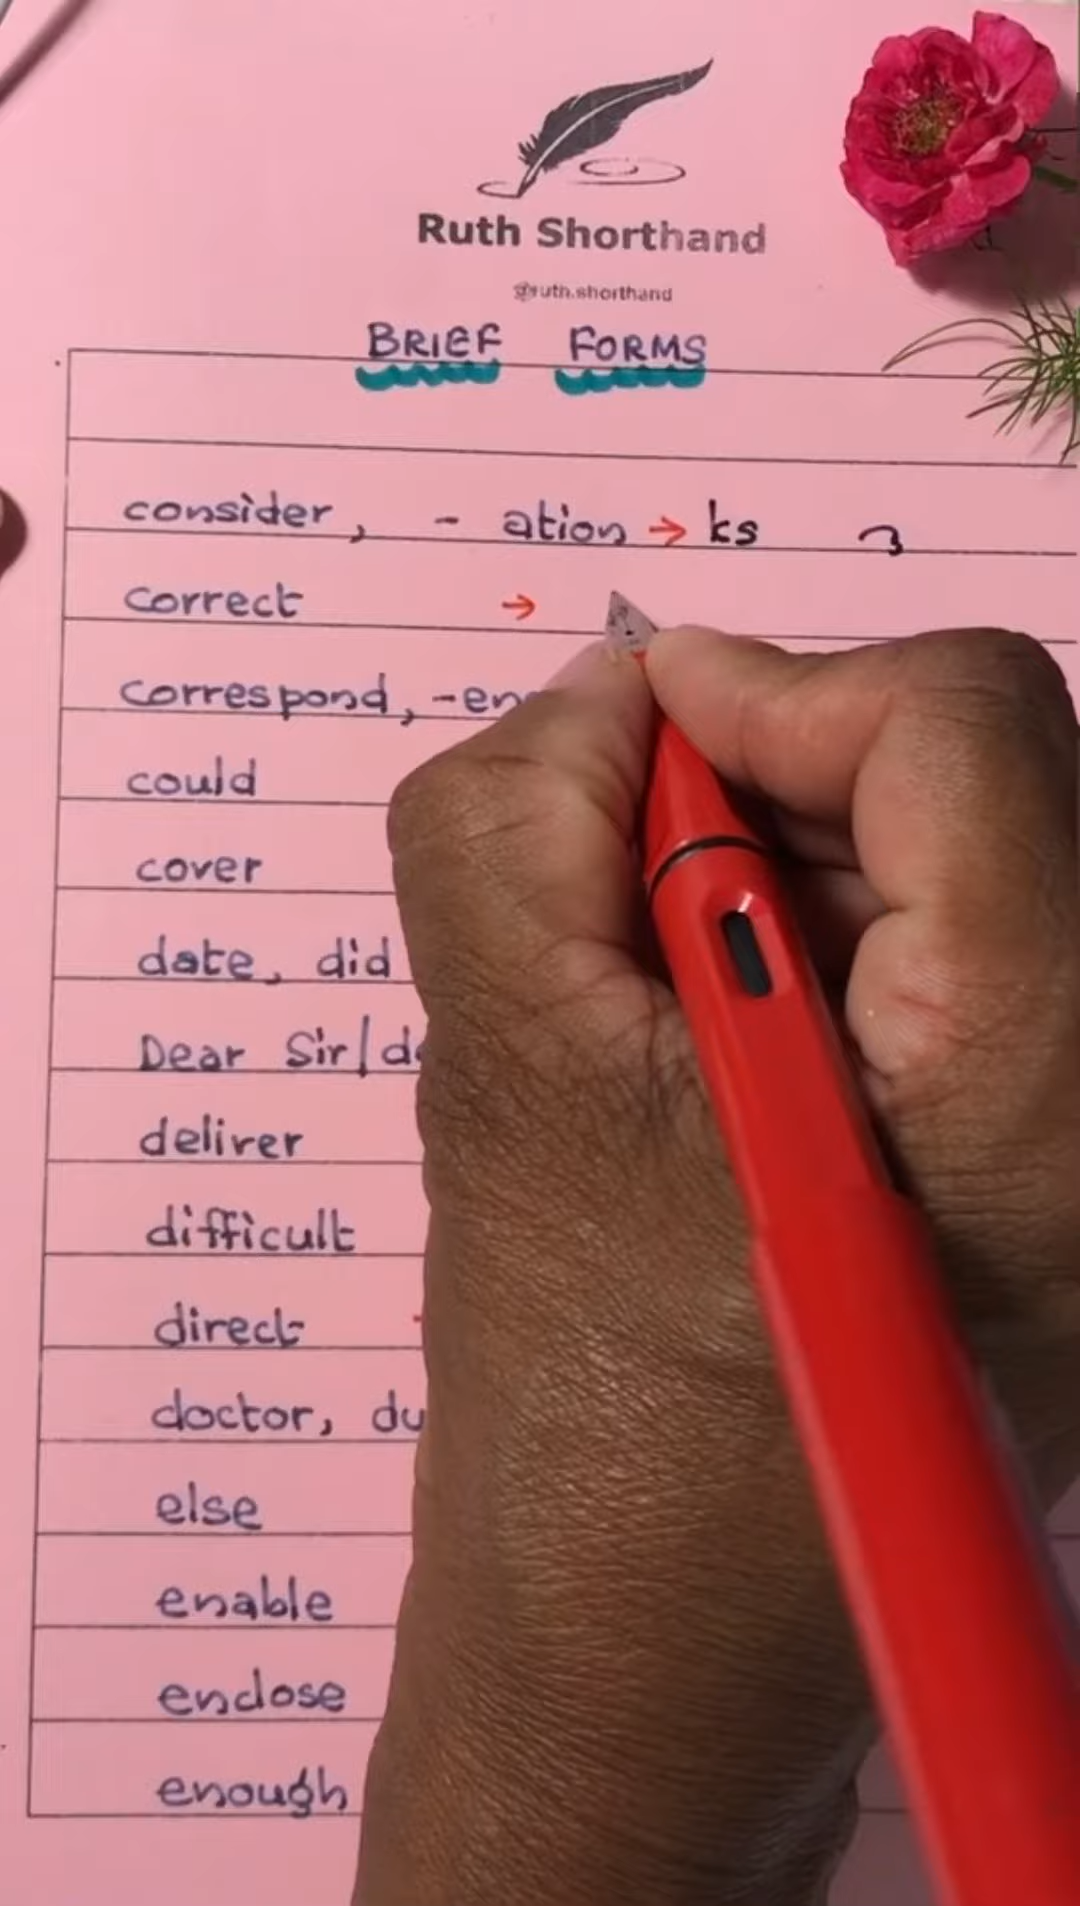 Ruth Shorthand
@ruth.shorthand
BRIEF FORMS
consider, - ation → ks
correct →
correspond, -en
could
cover
date, did
Dear Sir/d
deliver
difficult
direct
doctor, du
else
enable
enclose
enough